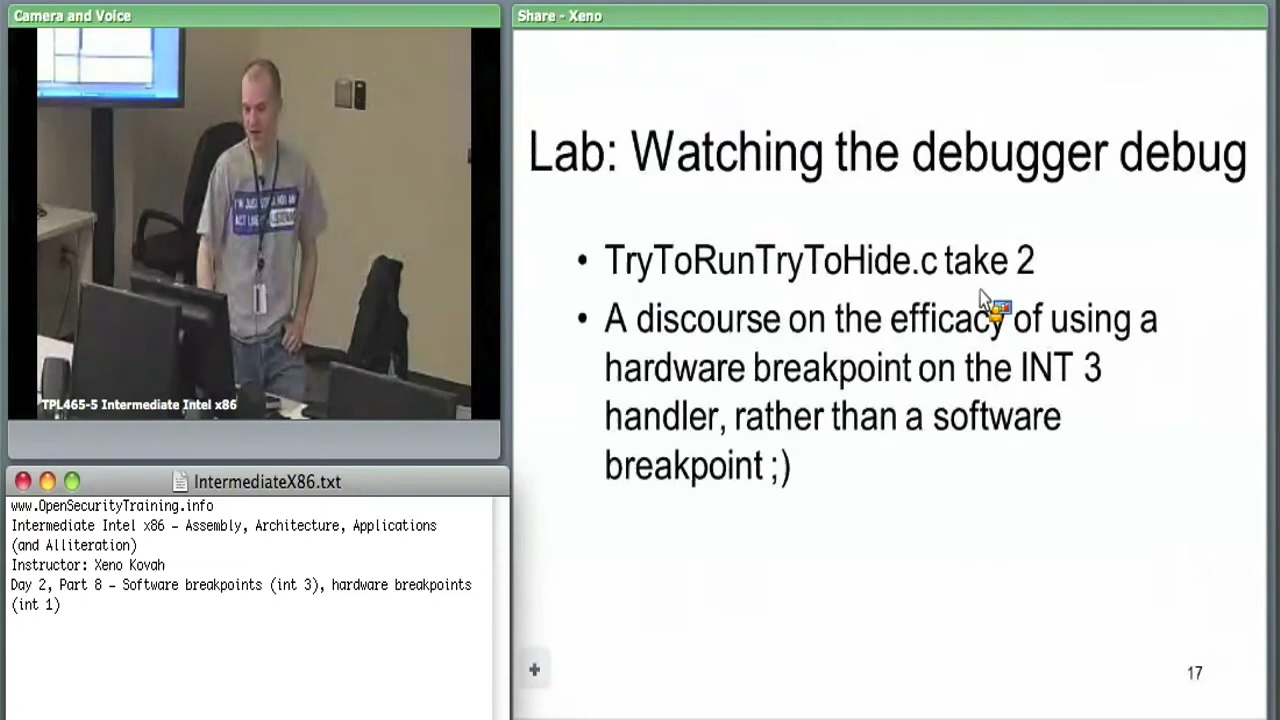 Camera and Voice
TPL465-5 Intermediate Intel x86
IntermediateX86.txt
www.OpenSecurityTraining.info
Intermediate Intel x86 – Assembly, Architecture, Applications
(and Alliteration)
Instructor: Xeno Kovah
Day 2, Part 8 – Software breakpoints (int 3), hardware breakpoints
(int 1)
Share - Xeno
Lab: Watching the debugger debug
• TryToRunTryToHide.c take 2
• A discourse on the efficacy of using a
hardware breakpoint on the INT 3
handler, rather than a software
breakpoint ;)
17